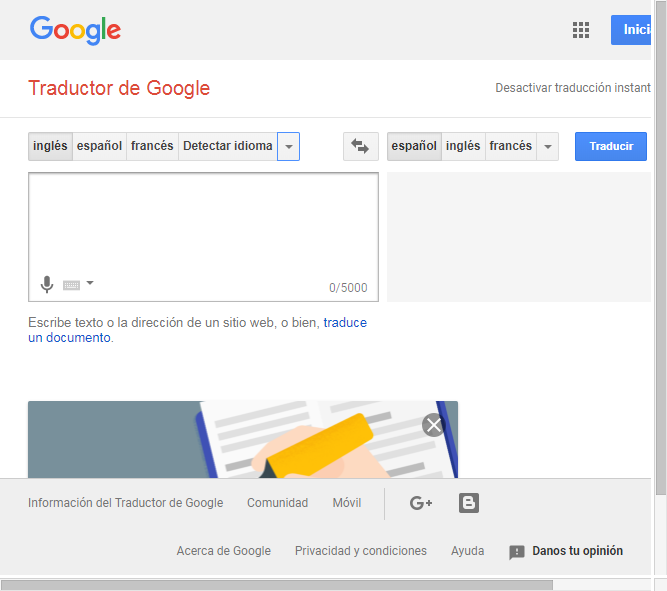 Google
Inici
Traductor de Google
Desactivar traducción instant
inglés español francés Detectar idioma
español inglés francés
Traducir
0/5000
Escribe texto o la dirección de un sitio web, o bien, traduce
un documento.
Información del Traductor de Google Comunidad Móvil G+
Acerca de Google Privacidad y condiciones Ayuda Danos tu opinión